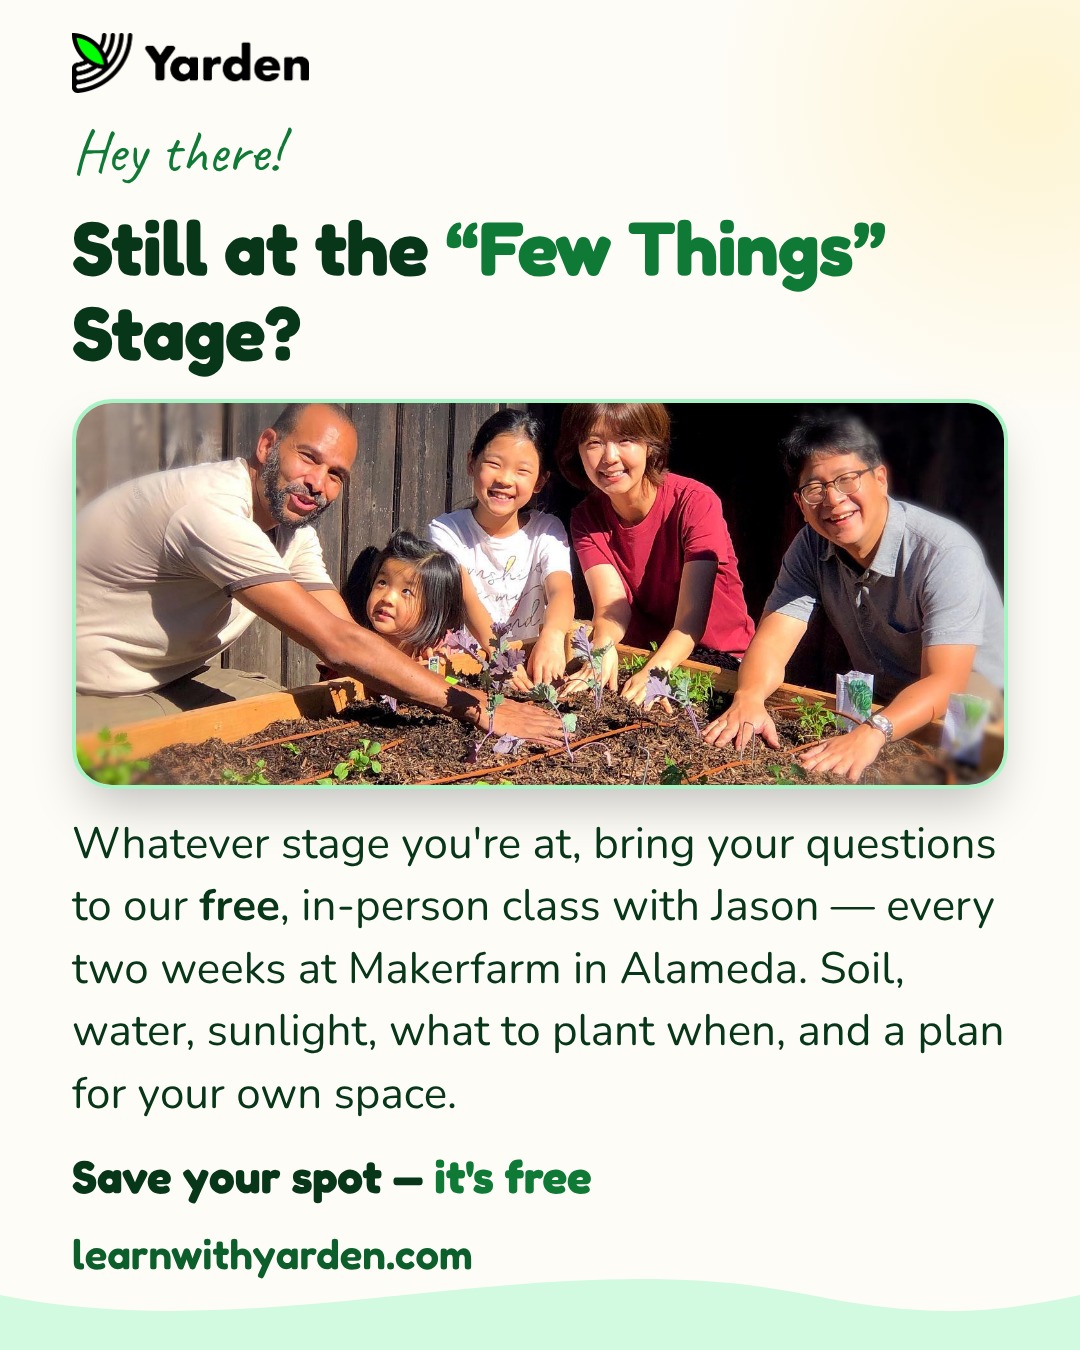 Yarden
Hey there!
Still at the “Few Things”
Stage?
Whatever stage you're at, bring your questions
to our free, in-person class with Jason — every
two weeks at Makerfarm in Alameda. Soil,
water, sunlight, what to plant when, and a plan
for your own space.
Save your spot — it's free
learnwithyarden.com